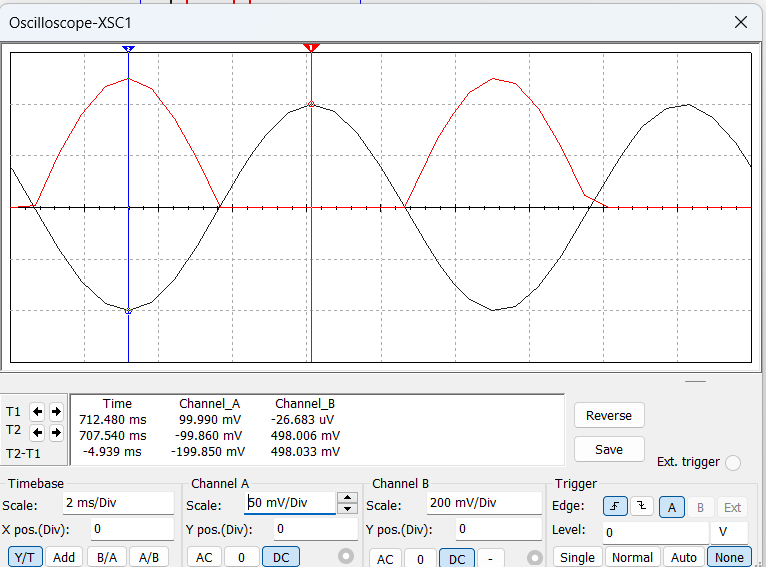 Oscilloscope-XSC1
2
1
Time Channel_A Channel_B
T1 712.480 ms 99.990 mV -26.683 uV
T2 707.540 ms -99.860 mV 498.006 mV
T2-T1 -4.939 ms -199.850 mV 498.033 mV
Reverse
Save
Ext. trigger
Timebase Channel A Channel B Trigger
Scale: 2 ms/Div Scale: 50 mV/Div Scale: 200 mV/Div Edge: A B Ext
X pos.(Div): 0 Y pos.(Div): 0 Y pos.(Div): 0 Level: 0 V
Y/T Add B/A A/B AC 0 DC AC 0 DC - Single Normal Auto None